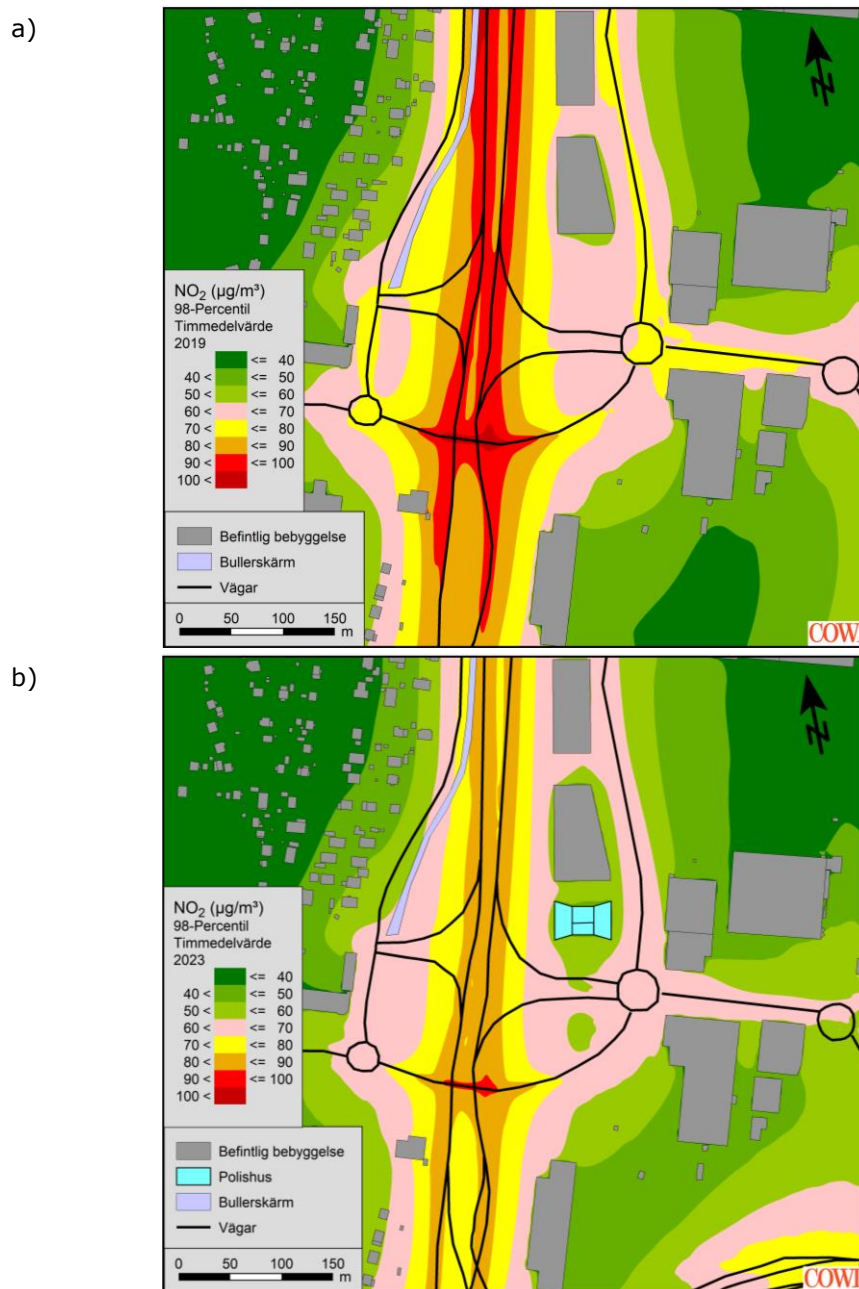 a)
NO₂ (µg/m³)
98-Percentil
Timmedelvärde
2019
<= 40
40 < <= 50
50 < <= 60
60 < <= 70
70 < <= 80
80 < <= 90
90 < <= 100
100 <
Befintlig bebyggelse
Bullerskärm
Vägar
0 50 100 150
m
N
COWI
b)
NO₂ (µg/m³)
98-Percentil
Timmedelvärde
2023
<= 40
40 < <= 50
50 < <= 60
60 < <= 70
70 < <= 80
80 < <= 90
90 < <= 100
100 <
Befintlig bebyggelse
Polishus
Bullerskärm
Vägar
0 50 100 150
m
N
COWI